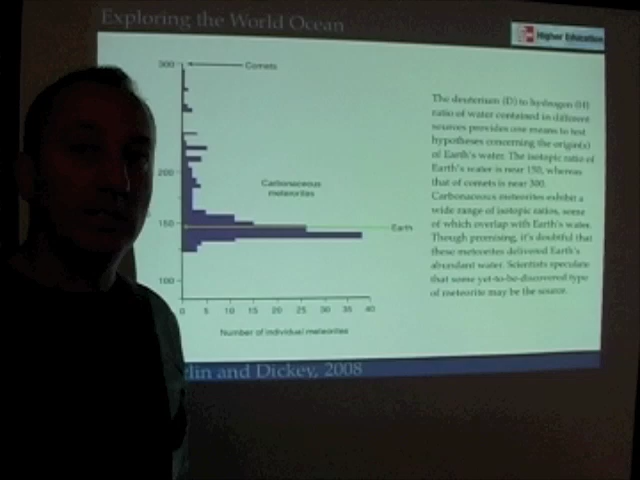 Exploring the World Ocean
Higher Education
300
Comets
200
Carbonaceous
meteorites
150
Earth
100
0 5 10 15 20 25 30 35 40
Number of individual meteorites
The deuterium (D) to hydrogen (H)
ratio of water contained in different
sources provides one means to test
hypotheses concerning the origin(s)
of Earth's water. The isotopic ratio of
Earth's water is near 150, whereas
that of comets is near 300.
Carbonaceous meteorites exhibit a
wide range of isotopic ratios, some
of which overlap with Earth's water.
Though promising, it's doubtful that
these meteorites delivered Earth's
abundant water. Scientists speculate
that some yet-to-be-discovered type
of meteorite may be the source.
lin and Dickey, 2008